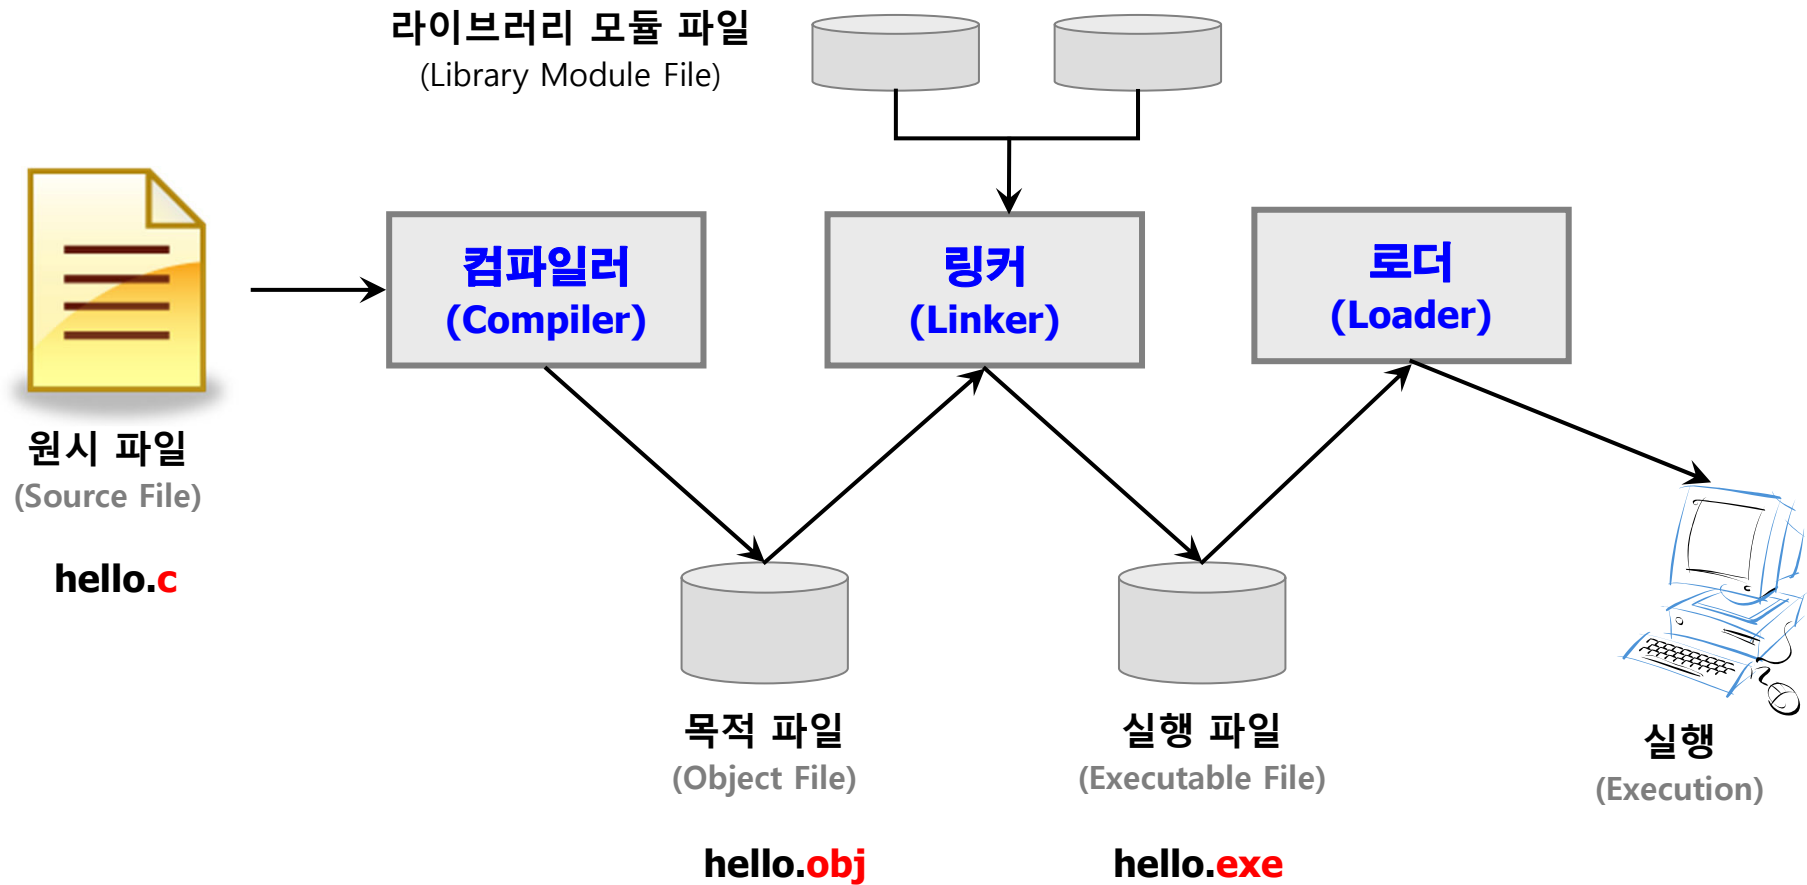 라이브러리 모듈 파일
(Library Module File)
컴파일러
(Compiler)
링커
(Linker)
로더
(Loader)
원시 파일
(Source File)
hello.c
목적 파일
(Object File)
hello.obj
실행 파일
(Executable File)
hello.exe
실행
(Execution)